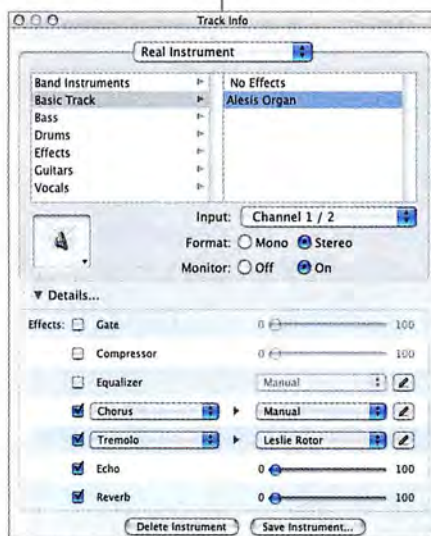 Track Info
Real Instrument
Band Instruments
Basic Track
Bass
Drums
Effects
Guitars
Vocals
No Effects
Alesis Organ
Input: Channel 1 / 2
Format: Mono Stereo
Monitor: Off On
Details...
Effects: Gate 0 100
Compressor 0 100
Equalizer Manual
Chorus Manual
Tremolo Leslie Rotor
Echo 0 100
Reverb 0 100
Delete Instrument Save Instrument...